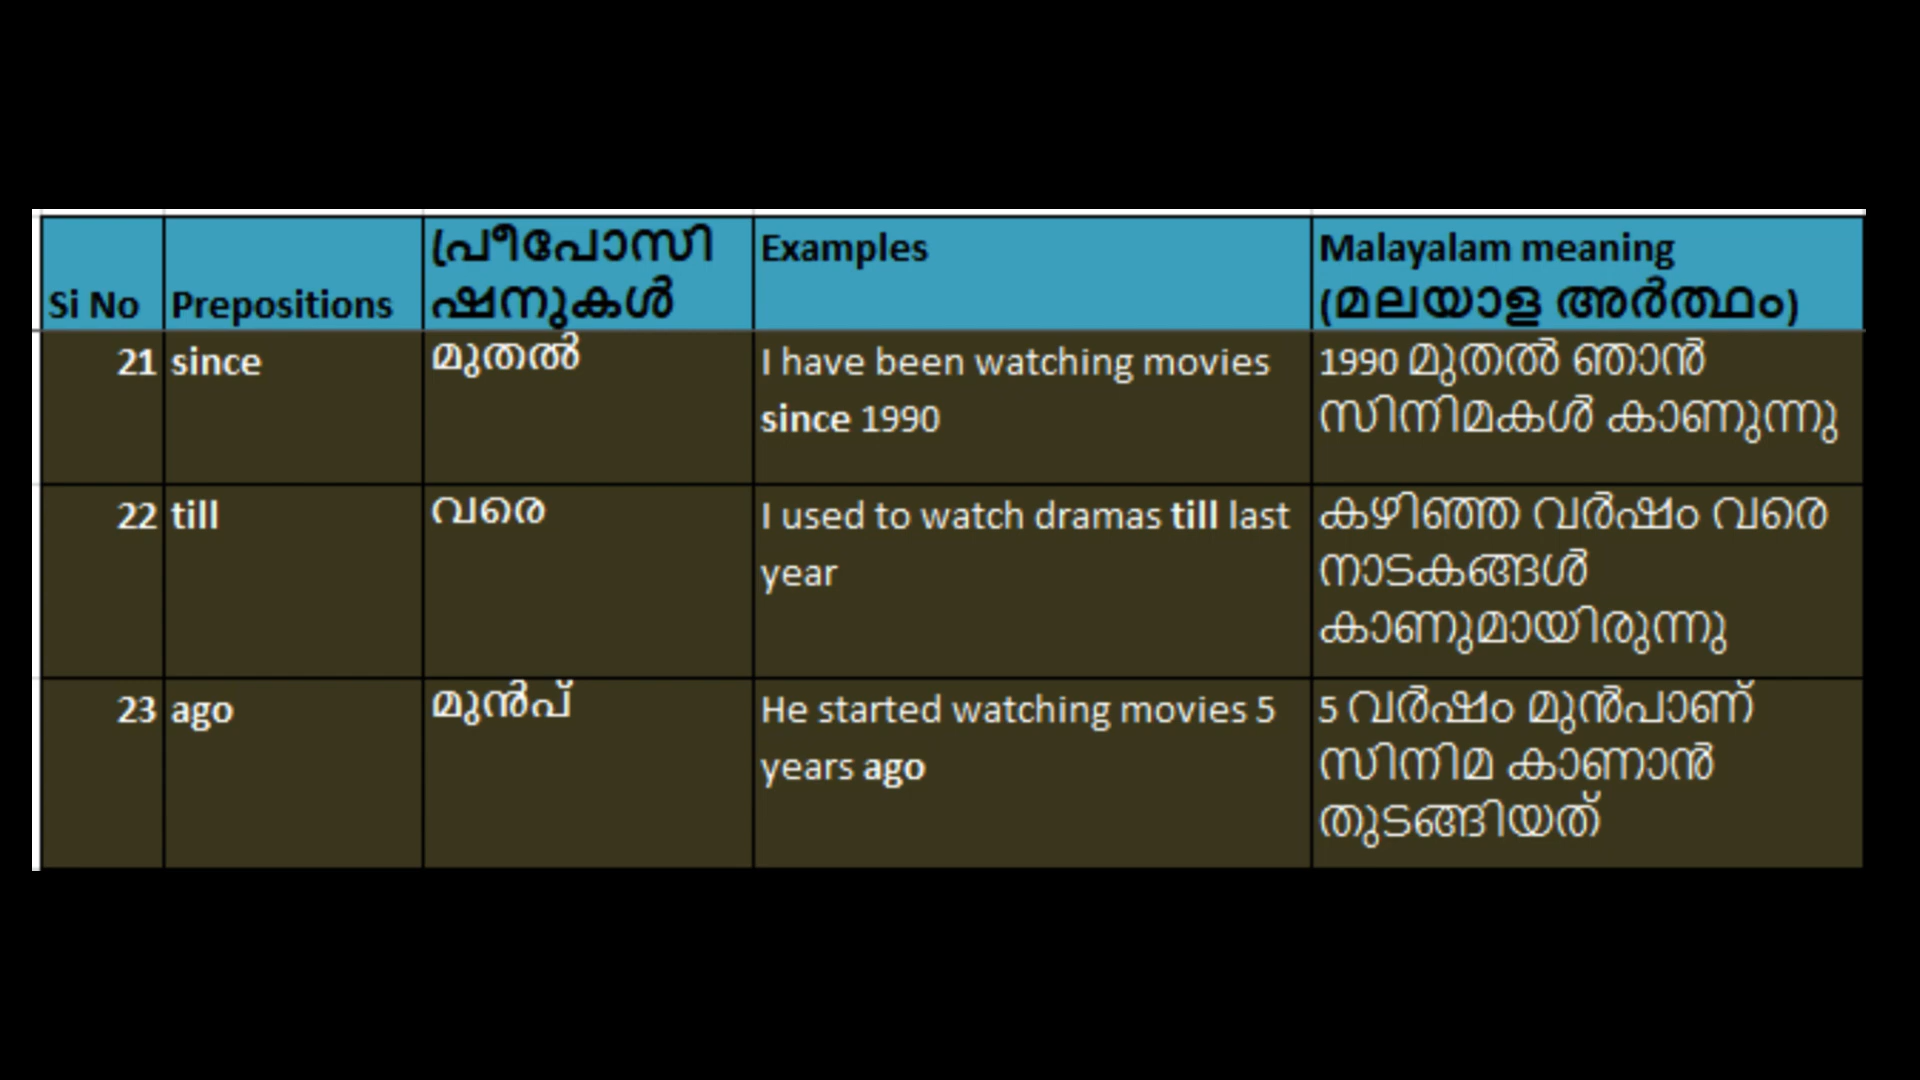 Si No Prepositions പ്രീപോസി
ഷനുകൾ Examples Malayalam meaning
(മലയാള അർത്ഥം)
21 since മുതൽ I have been watching movies 1990 മുതൽ ഞാൻ
since 1990 സിനിമകൾ കാണുന്നു
22 till വരെ I used to watch dramas till last കഴിഞ്ഞ വർഷം വരെ
year നാടകങ്ങൾ
കാണുമായിരുന്നു
23 ago മുൻപ് He started watching movies 5 5 വർഷം മുൻപാണ്
years ago സിനിമ കാണാൻ
തുടങ്ങിയത്